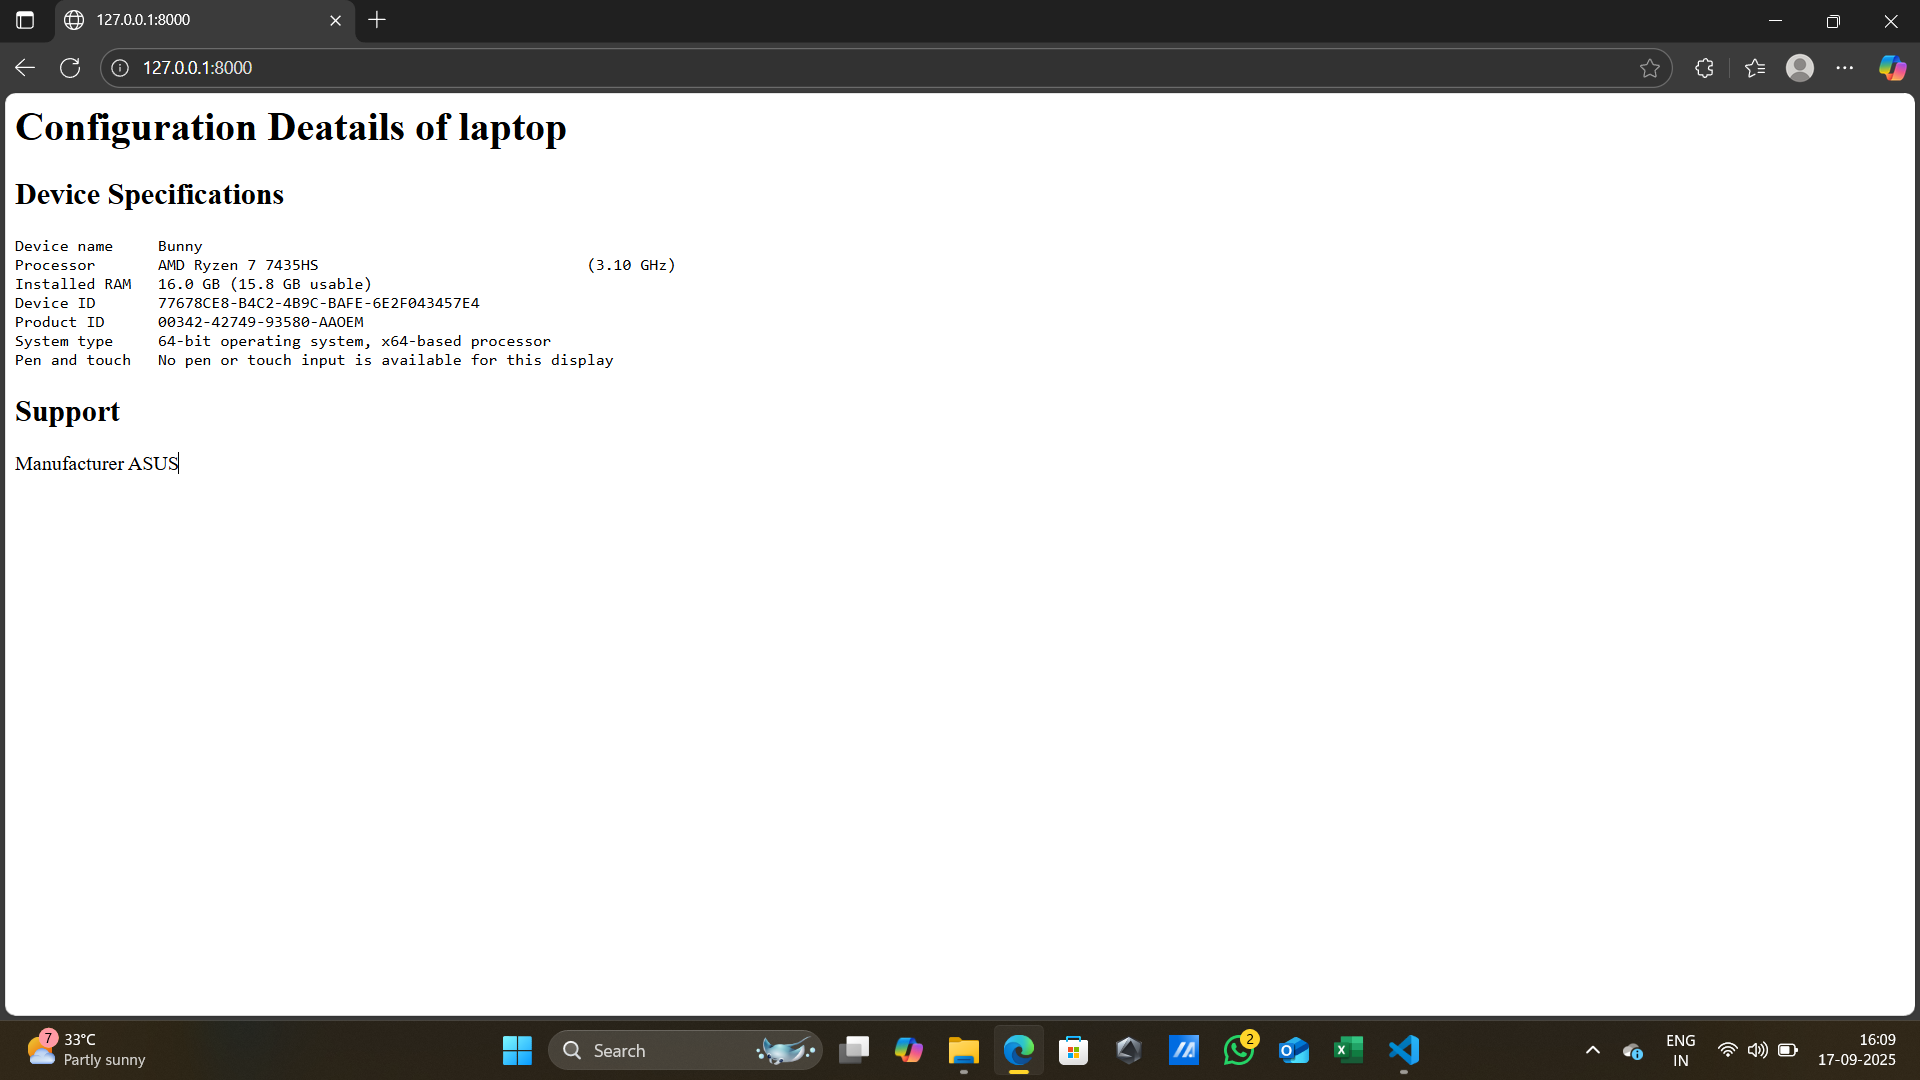 127.0.0.1:8000
127.0.0.1:8000
Configuration Deatails of laptop
Device Specifications
Device name     Bunny
Processor       AMD Ryzen 7 7435HS                              (3.10 GHz)
Installed RAM   16.0 GB (15.8 GB usable)
Device ID       77678CE8-B4C2-4B9C-BAFE-6E2F043457E4
Product ID      00342-42749-93580-AAOEM
System type     64-bit operating system, x64-based processor
Pen and touch   No pen or touch input is available for this display
Support
Manufacturer ASUS
7
33°C
Partly sunny
Search
2
ENG
IN
16:09
17-09-2025